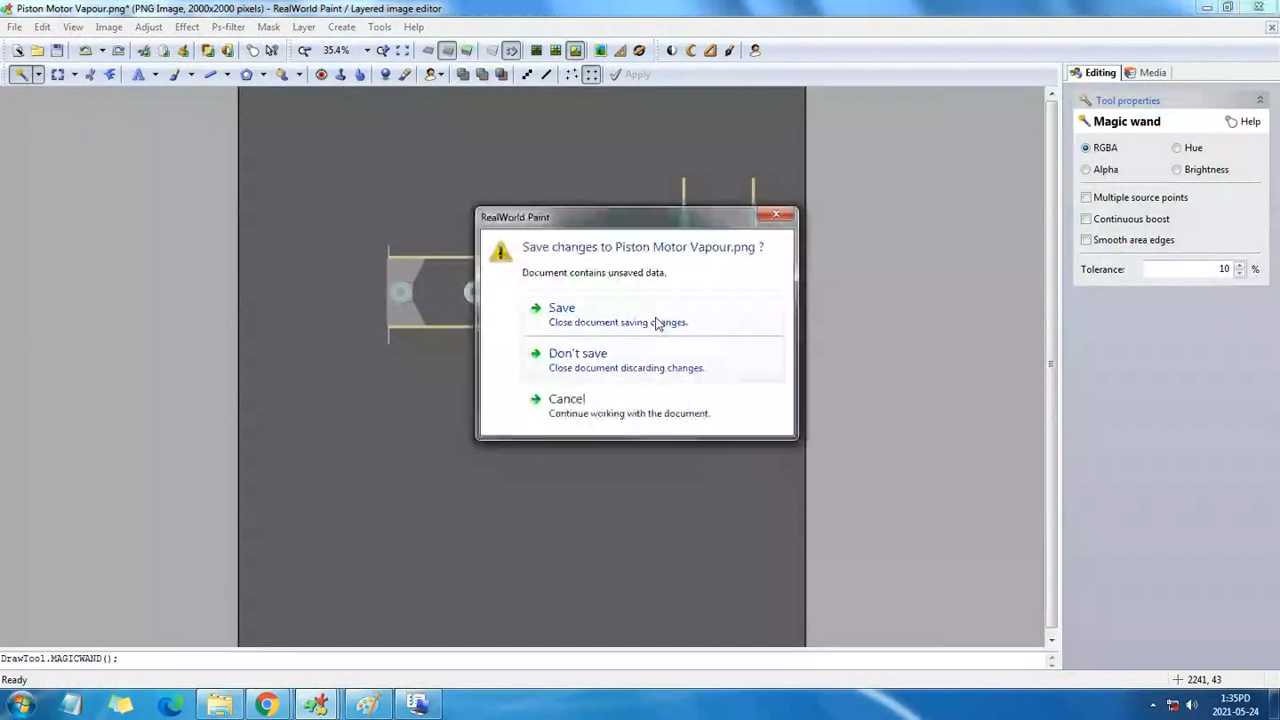 Piston Motor Vapour.png* (PNG Image, 2000x2000 pixels) - RealWorld Paint / Layered image editor
File Edit View Image Adjust Effect Ps-filter Mask Layer Create Tools Help
35.4%
Apply
Editing Media
Tool properties
Magic wand Help
RGBA Hue
Alpha Brightness
Multiple source points
Continuous boost
Smooth area edges
Tolerance: 10 %
RealWorld Paint
Save changes to Piston Motor Vapour.png ?
Document contains unsaved data.
Save
Close document saving changes.
Don't save
Close document discarding changes.
Cancel
Continue working with the document.
DrawTool.MAGICWAND();
Ready
2241, 43
1:35PD
2021-05-24